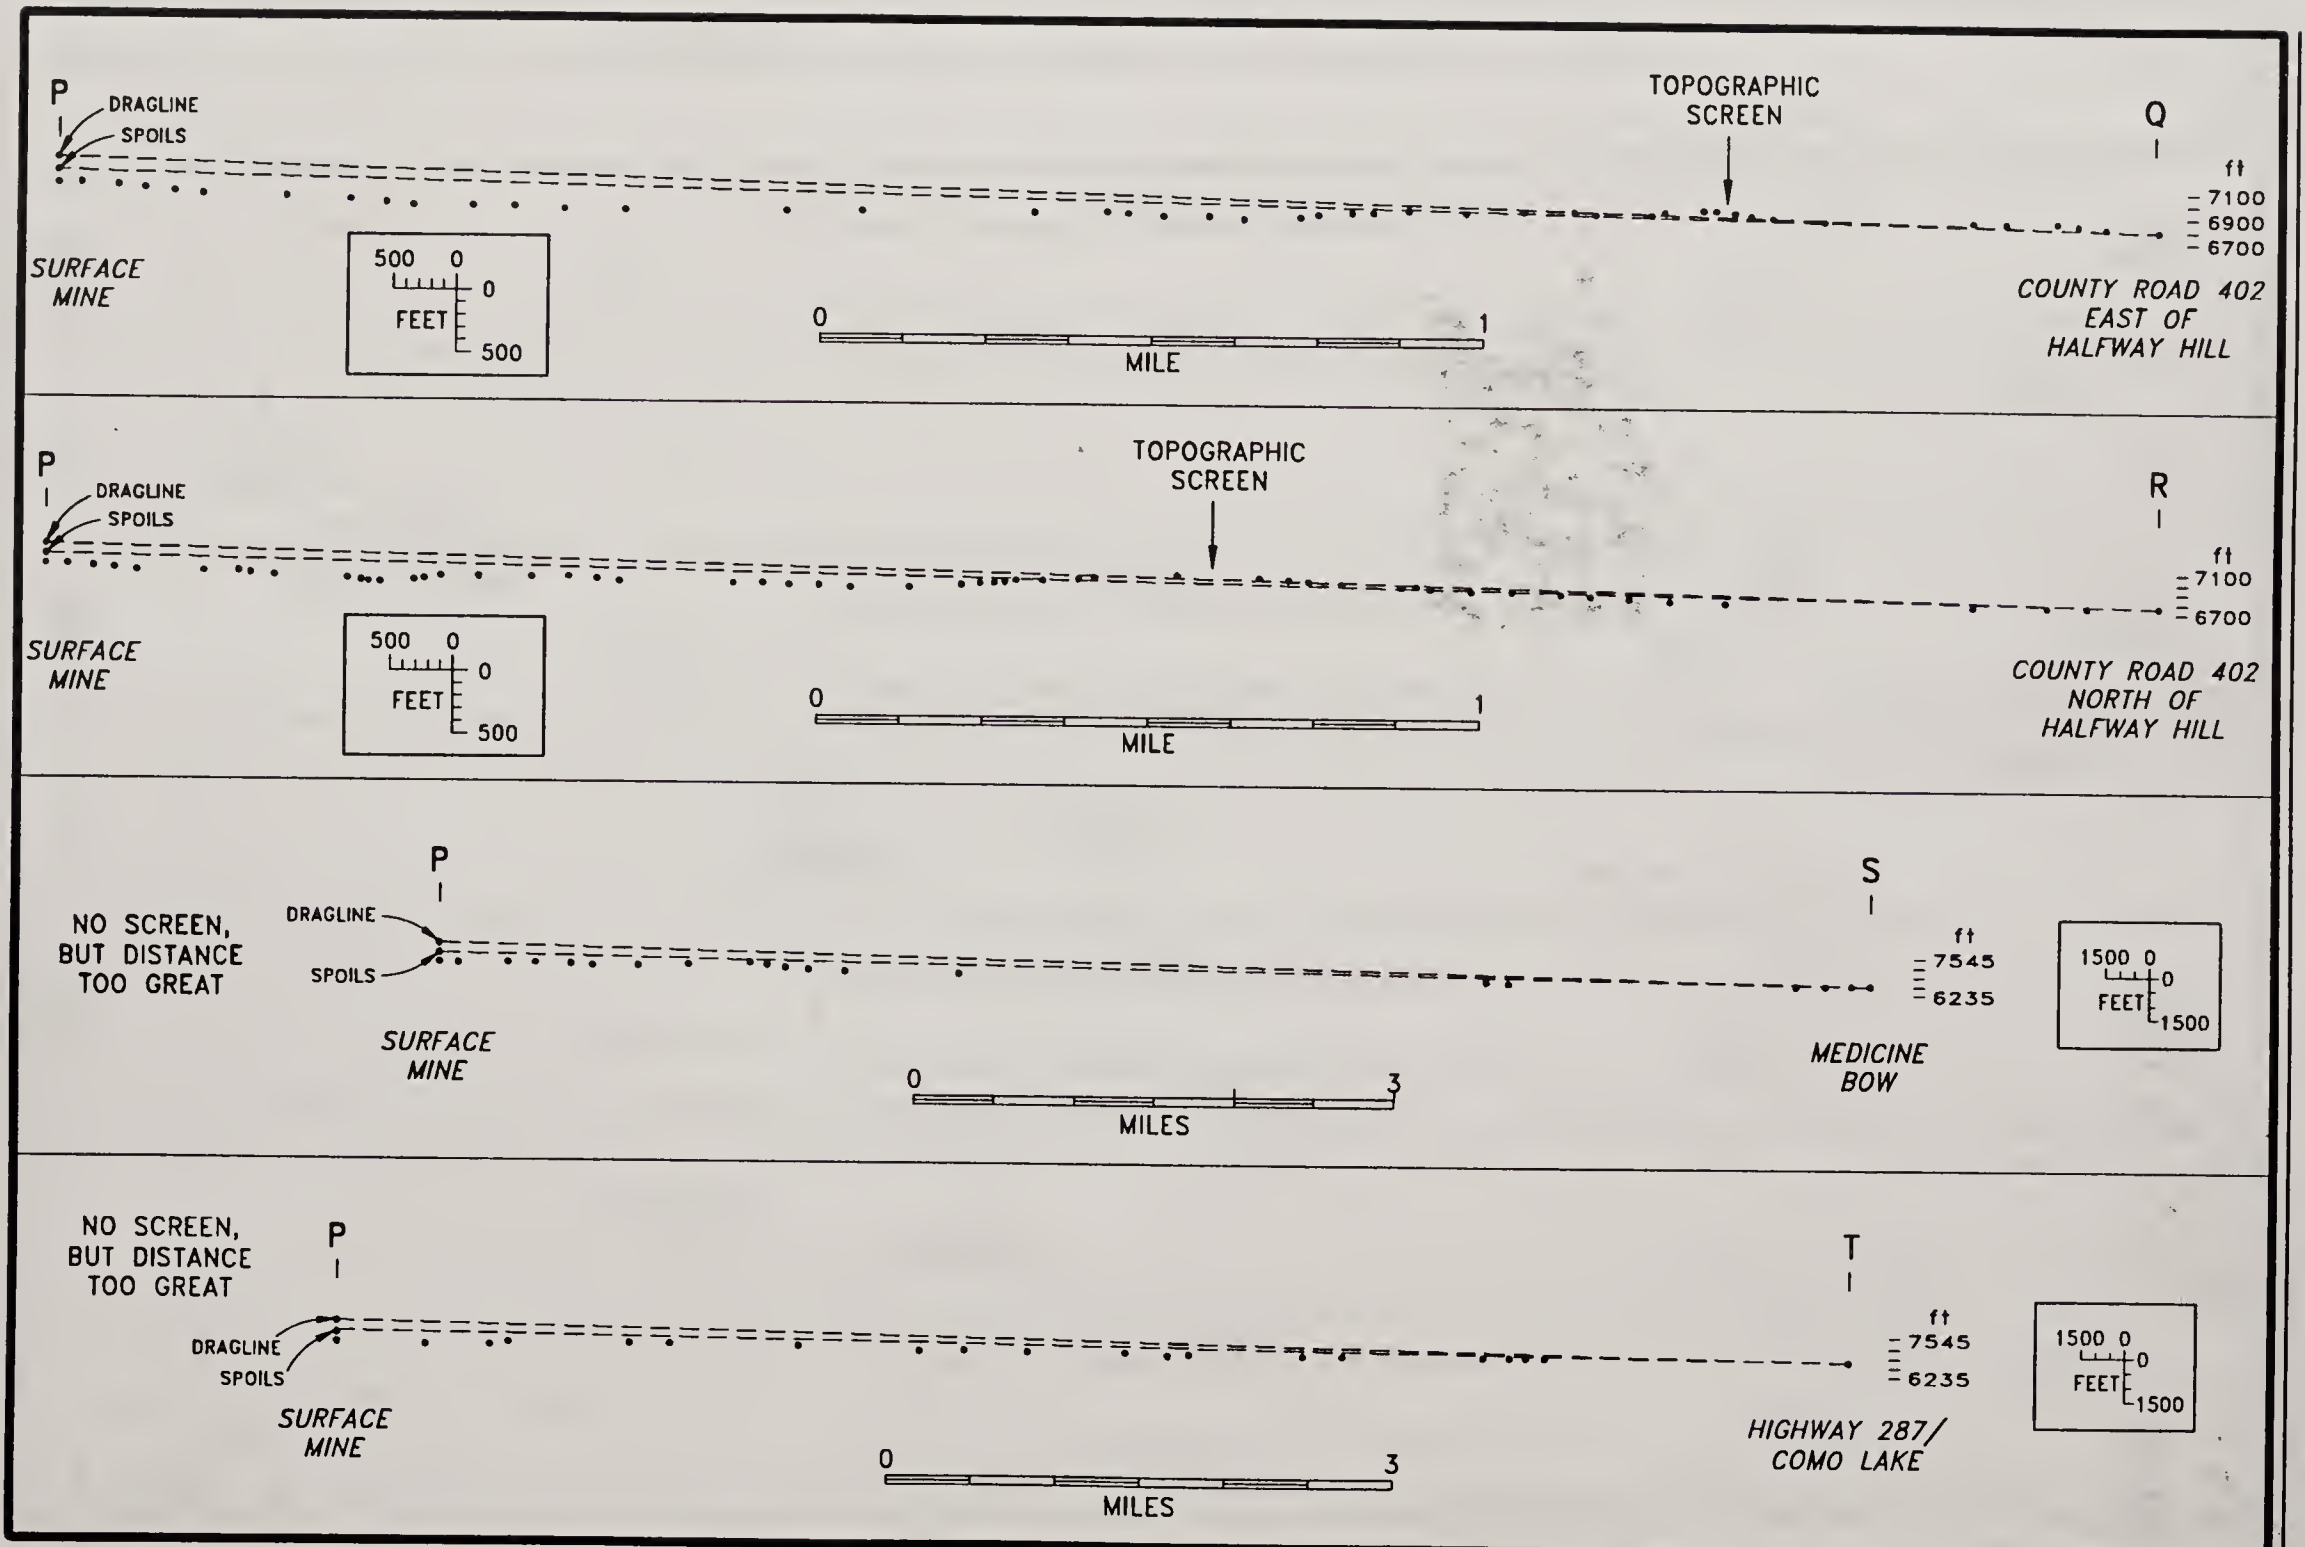 P
DRAGLINE
SPOILS
TOPOGRAPHIC
SCREEN
Q
ft
7100
6900
6700
SURFACE
MINE
500 0
0
FEET
500
0 1
MILE
COUNTY ROAD 402
EAST OF
HALFWAY HILL
P
DRAGLINE
SPOILS
TOPOGRAPHIC
SCREEN
R
ft
7100
6700
SURFACE
MINE
500 0
0
FEET
500
0 1
MILE
COUNTY ROAD 402
NORTH OF
HALFWAY HILL
NO SCREEN,
BUT DISTANCE
TOO GREAT
P
DRAGLINE
SPOILS
SURFACE
MINE
0 3
MILES
S
ft
7545
6235
MEDICINE
BOW
1500 0
0
FEET
1500
NO SCREEN,
BUT DISTANCE
TOO GREAT
P
DRAGLINE
SPOILS
SURFACE
MINE
0 3
MILES
T
ft
7545
6235
HIGHWAY 287/
COMO LAKE
1500 0
0
FEET
1500